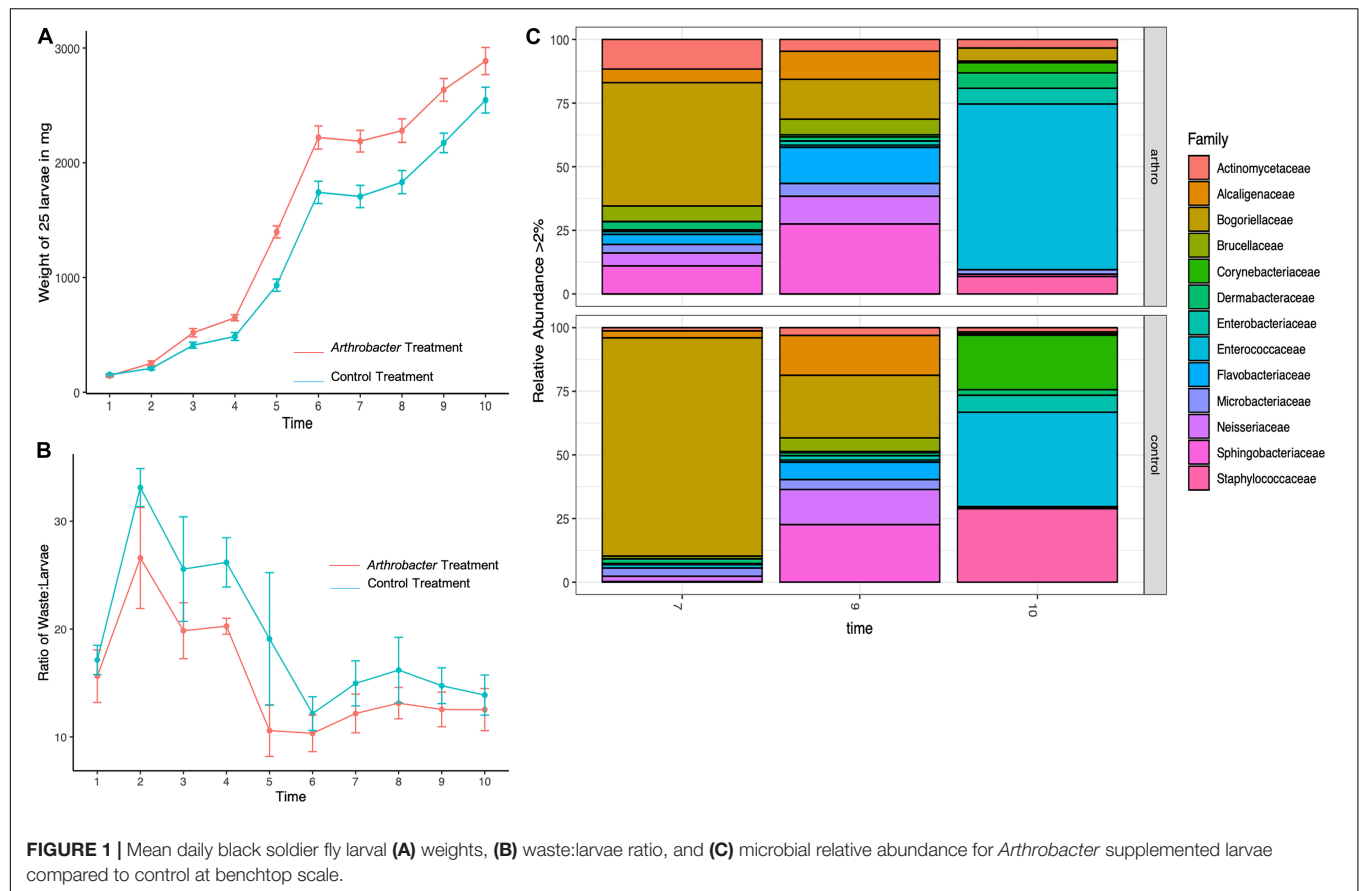 A
3000
2000
1000
0
Weight of 25 larvae in mg
Arthrobacter Treatment
Control Treatment
1 2 3 4 5 6 7 8 9 10
Time
B
30
20
10
Ratio of Waste:Larvae
Arthrobacter Treatment
Control Treatment
1 2 3 4 5 6 7 8 9 10
Time
C
100
75
50
25
0
arthro
Relative Abundance >2%
100
75
50
25
0
control
7 9 10
time
Family
Actinomycetaceae
Alcaligenaceae
Bogoriellaceae
Brucellaceae
Corynebacteriaceae
Dermabacteraceae
Enterobacteriaceae
Enterococcaceae
Flavobacteriaceae
Microbacteriaceae
Neisseriaceae
Sphingobacteriaceae
Staphylococcaceae
FIGURE 1 | Mean daily black soldier fly larval (A) weights, (B) waste:larvae ratio, and (C) microbial relative abundance for Arthrobacter supplemented larvae
compared to control at benchtop scale.